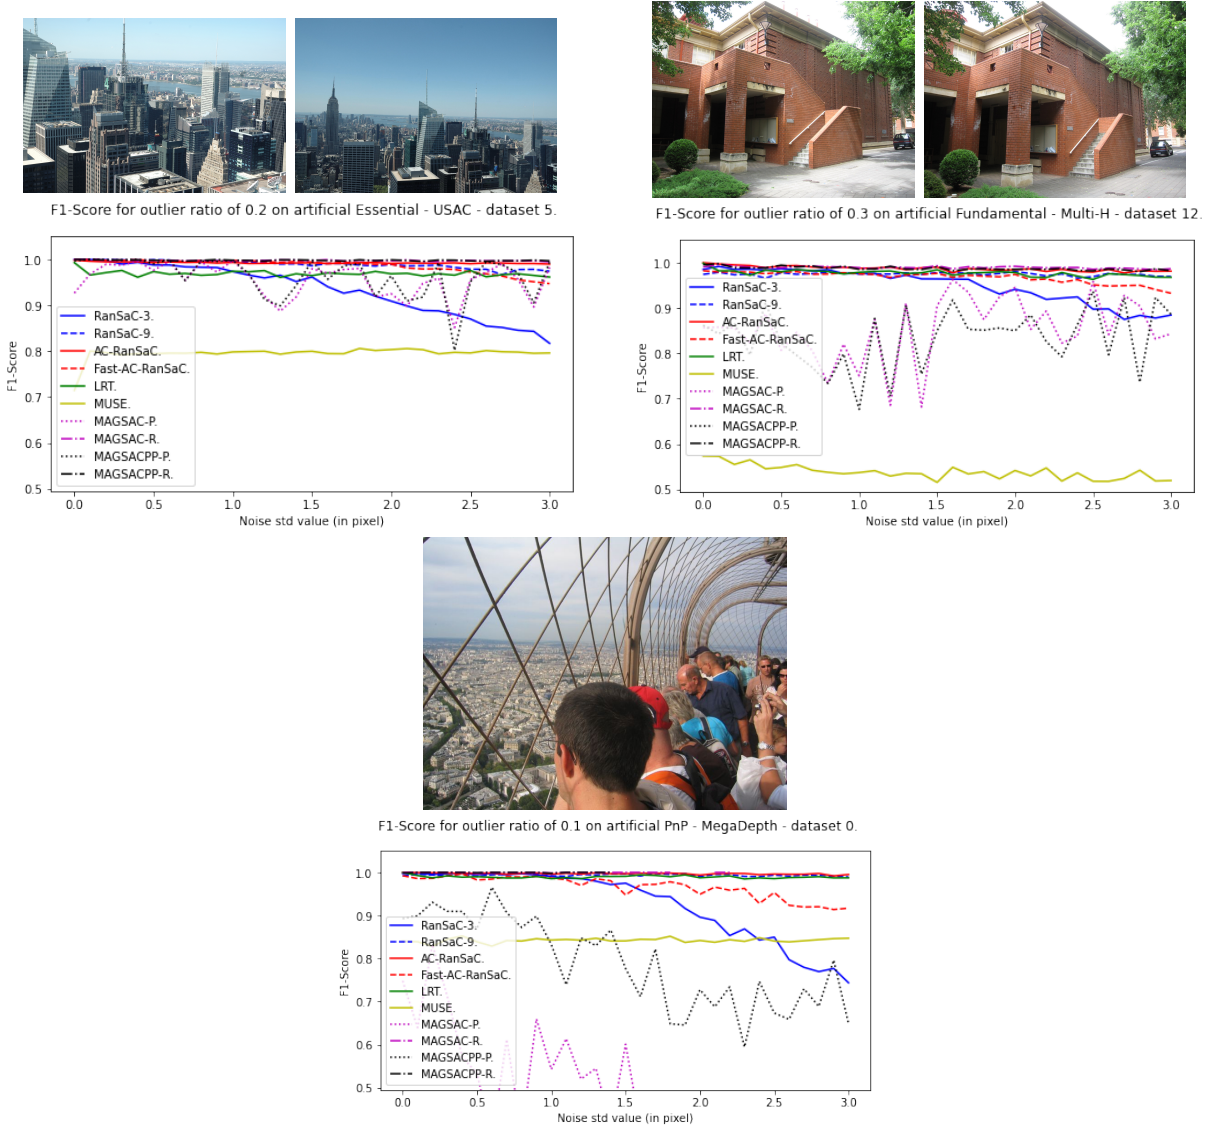 F1-Score for outlier ratio of 0.2 on artificial Essential - USAC - dataset 5.
1.0
0.9
0.8
0.7
0.6
0.5
F1-Score
RanSaC-3.
RanSaC-9.
AC-RanSaC.
Fast-AC-RanSaC.
LRT.
MUSE.
MAGSAC-P.
MAGSAC-R.
MAGSACPP-P.
MAGSACPP-R.
0.0 0.5 1.0 1.5 2.0 2.5 3.0
Noise std value (in pixel)
F1-Score for outlier ratio of 0.3 on artificial Fundamental - Multi-H - dataset 12.
1.0
0.9
0.8
0.7
0.6
0.5
F1-Score
RanSaC-3.
RanSaC-9.
AC-RanSaC.
Fast-AC-RanSaC.
LRT.
MUSE.
MAGSAC-P.
MAGSAC-R.
MAGSACPP-P.
MAGSACPP-R.
0.0 0.5 1.0 1.5 2.0 2.5 3.0
Noise std value (in pixel)
F1-Score for outlier ratio of 0.1 on artificial PnP - MegaDepth - dataset 0.
1.0
0.9
0.8
0.7
0.6
0.5
F1-Score
RanSaC-3.
RanSaC-9.
AC-RanSaC.
Fast-AC-RanSaC.
LRT.
MUSE.
MAGSAC-P.
MAGSAC-R.
MAGSACPP-P.
MAGSACPP-R.
0.0 0.5 1.0 1.5 2.0 2.5 3.0
Noise std value (in pixel)